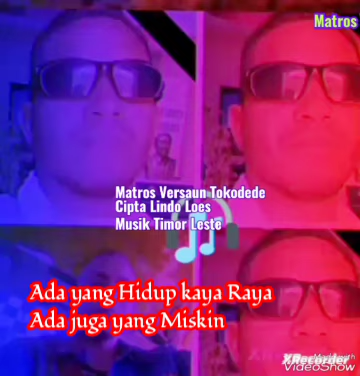 Matros
Matros Versaun Tokodede
Cipta Lindo Loes
Musik Timor Leste
Ada yang Hidup kaya Raya
Ada juga yang Miskin
XRecorder
VideoShow